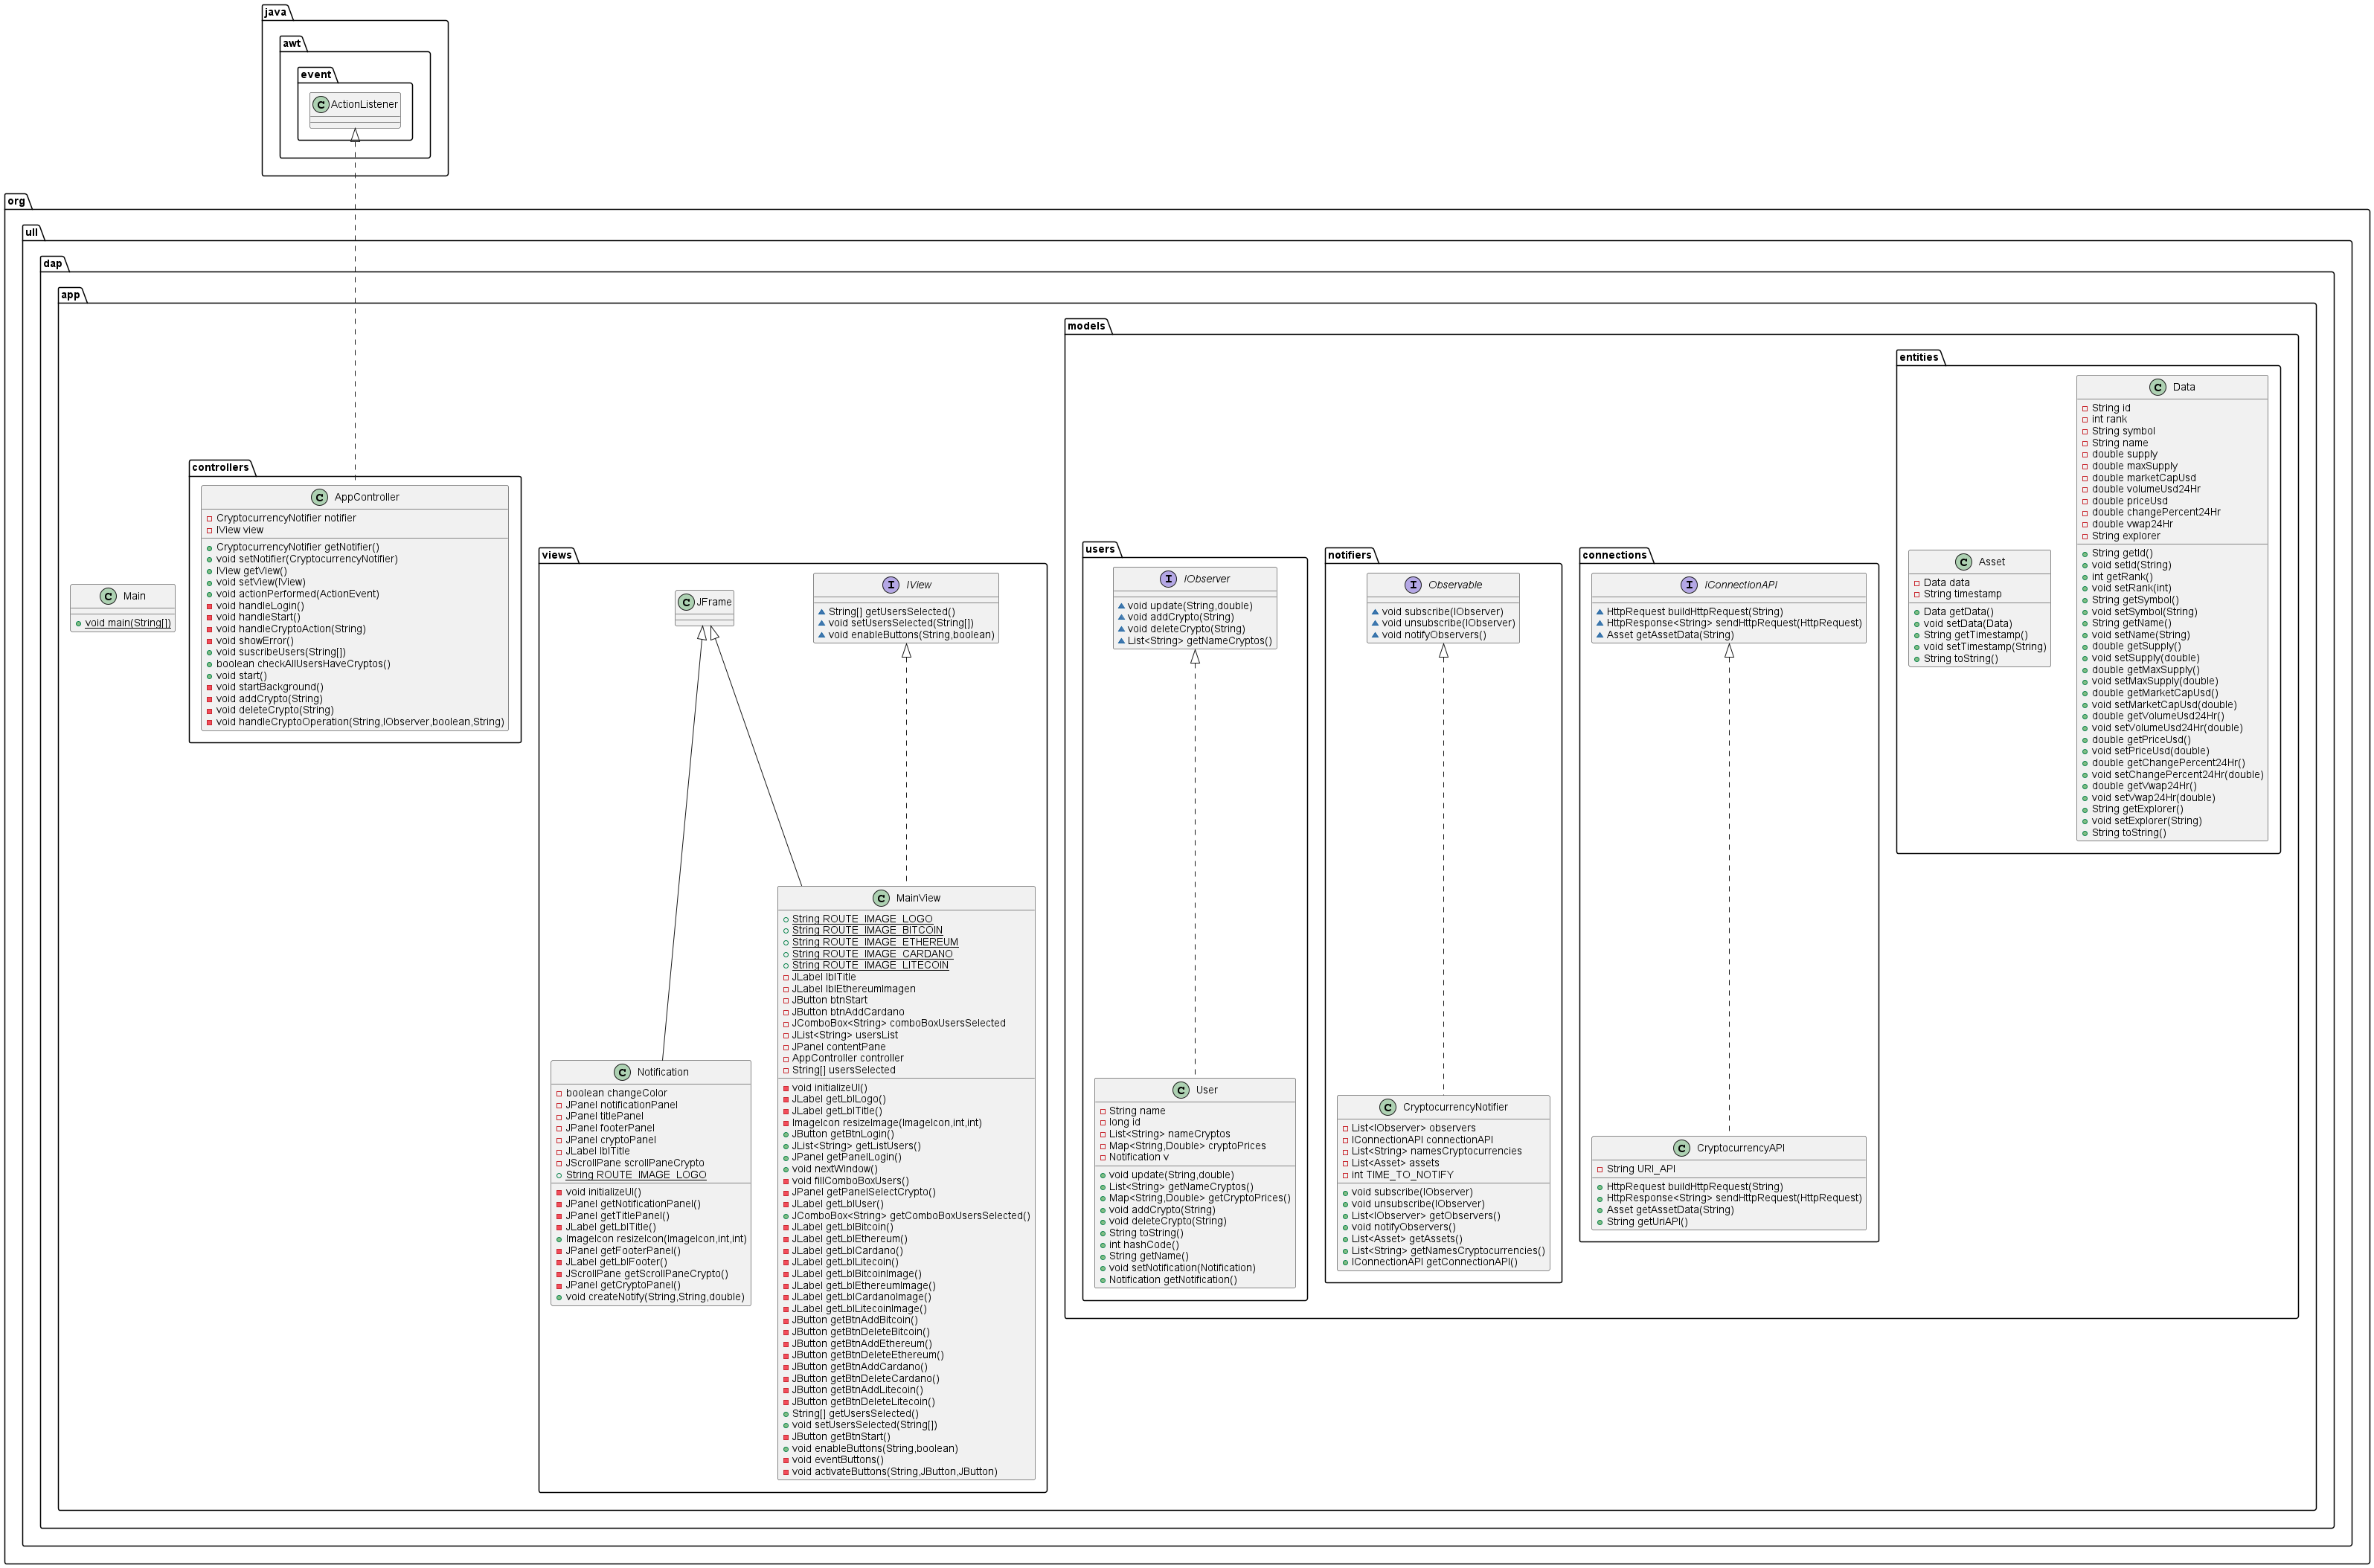 java
awt
event
C ActionListener
org
ull
dap
app
Main
void main(String[])
controllers
AppController
CryptocurrencyNotifier notifier
IView view
CryptocurrencyNotifier getNotifier()
void setNotifier(CryptocurrencyNotifier)
IView getView()
void setView(IView)
void actionPerformed(ActionEvent)
void handleLogin()
void handleStart()
void handleCryptoAction(String)
void showError()
void suscribeUsers(String[])
boolean checkAllUsersHaveCryptos()
void start()
void startBackground()
void addCrypto(String)
void deleteCrypto(String)
void handleCryptoOperation(String,IObserver,boolean,String)
views
JFrame
IView
String[] getUsersSelected()
void setUsersSelected(String[])
void enableButtons(String,boolean)
Notification
boolean changeColor
JPanel notificationPanel
JPanel titlePanel
JPanel footerPanel
JPanel cryptoPanel
JLabel lblTitle
JScrollPane scrollPaneCrypto
String ROUTE_IMAGE_LOGO
void initializeUI()
JPanel getNotificationPanel()
JPanel getTitlePanel()
JLabel getLblTitle()
ImageIcon resizeIcon(ImageIcon,int,int)
JPanel getFooterPanel()
JLabel getLblFooter()
JScrollPane getScrollPaneCrypto()
JPanel getCryptoPanel()
void createNotify(String,String,double)
MainView
String ROUTE_IMAGE_LOGO
String ROUTE_IMAGE_BITCOIN
String ROUTE_IMAGE_ETHEREUM
String ROUTE_IMAGE_CARDANO
String ROUTE_IMAGE_LITECOIN
JLabel lblTitle
JLabel lblEthereumImagen
JButton btnStart
JButton btnAddCardano
JComboBox<String> comboBoxUsersSelected
JList<String> usersList
JPanel contentPane
AppController controller
String[] usersSelected
void initializeUI()
JLabel getLblLogo()
JLabel getLblTitle()
ImageIcon resizeImage(ImageIcon,int,int)
JButton getBtnLogin()
JList<String> getListUsers()
JPanel getPanelLogin()
void nextWindow()
void fillComboBoxUsers()
JPanel getPanelSelectCrypto()
JLabel getLblUser()
JComboBox<String> getComboBoxUsersSelected()
JLabel getLblBitcoin()
JLabel getLblEthereum()
JLabel getLblCardano()
JLabel getLblLitecoin()
JLabel getLblBitcoinImage()
JLabel getLblEthereumImage()
JLabel getLblCardanoImage()
JLabel getLblLitecoinImage()
JButton getBtnAddBitcoin()
JButton getBtnDeleteBitcoin()
JButton getBtnAddEthereum()
JButton getBtnDeleteEthereum()
JButton getBtnAddCardano()
JButton getBtnDeleteCardano()
JButton getBtnAddLitecoin()
JButton getBtnDeleteLitecoin()
String[] getUsersSelected()
void setUsersSelected(String[])
JButton getBtnStart()
void enableButtons(String,boolean)
void eventButtons()
void activateButtons(String,JButton,JButton)
models
users
IObserver
void update(String,double)
void addCrypto(String)
void deleteCrypto(String)
List<String> getNameCryptos()
User
String name
long id
List<String> nameCryptos
Map<String,Double> cryptoPrices
Notification v
void update(String,double)
List<String> getNameCryptos()
Map<String,Double> getCryptoPrices()
void addCrypto(String)
void deleteCrypto(String)
String toString()
int hashCode()
String getName()
void setNotification(Notification)
Notification getNotification()
notifiers
Observable
void subscribe(IObserver)
void unsubscribe(IObserver)
void notifyObservers()
CryptocurrencyNotifier
List<IObserver> observers
IConnectionAPI connectionAPI
List<String> namesCryptocurrencies
List<Asset> assets
int TIME_TO_NOTIFY
void subscribe(IObserver)
void unsubscribe(IObserver)
List<IObserver> getObservers()
void notifyObservers()
List<Asset> getAssets()
List<String> getNamesCryptocurrencies()
IConnectionAPI getConnectionAPI()
connections
IConnectionAPI
HttpRequest buildHttpRequest(String)
HttpResponse<String> sendHttpRequest(HttpRequest)
Asset getAssetData(String)
CryptocurrencyAPI
String URI_API
HttpRequest buildHttpRequest(String)
HttpResponse<String> sendHttpRequest(HttpRequest)
Asset getAssetData(String)
String getUriAPI()
entities
Asset
Data data
String timestamp
Data getData()
void setData(Data)
String getTimestamp()
void setTimestamp(String)
String toString()
Data
String id
int rank
String symbol
String name
double supply
double maxSupply
double marketCapUsd
double volumeUsd24Hr
double priceUsd
double changePercent24Hr
double vwap24Hr
String explorer
String getId()
void setId(String)
int getRank()
void setRank(int)
String getSymbol()
void setSymbol(String)
String getName()
void setName(String)
double getSupply()
void setSupply(double)
double getMaxSupply()
void setMaxSupply(double)
double getMarketCapUsd()
void setMarketCapUsd(double)
double getVolumeUsd24Hr()
void setVolumeUsd24Hr(double)
double getPriceUsd()
void setPriceUsd(double)
double getChangePercent24Hr()
void setChangePercent24Hr(double)
double getVwap24Hr()
void setVwap24Hr(double)
String getExplorer()
void setExplorer(String)
String toString()